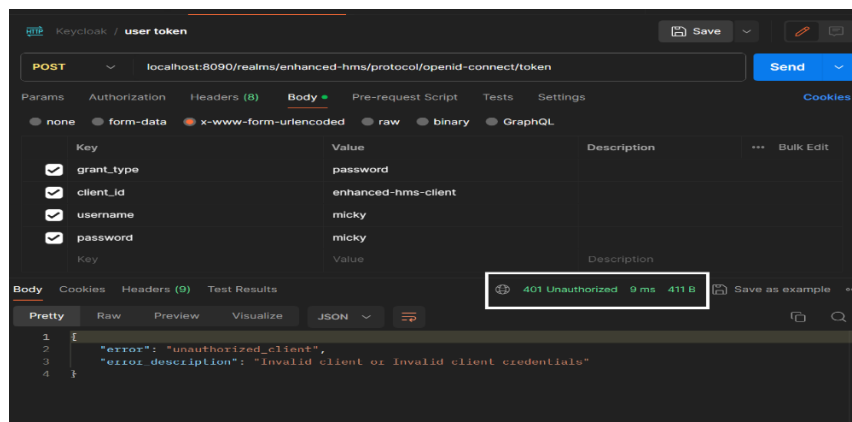 HTTP Keycloak / user token Save
POST localhost:8090/realms/enhanced-hms/protocol/openid-connect/token Send
Params Authorization Headers (8) Body Pre-request Script Tests Settings Cookies
none form-data x-www-form-urlencoded raw binary GraphQL
Key Value Description ••• Bulk Edit
grant_type password
client_id enhanced-hms-client
username micky
password micky
Key Value Description
Body Cookies Headers (9) Test Results 401 Unauthorized 9 ms 411 B Save as example
Pretty Raw Preview Visualize JSON
1 {
2 "error": "unauthorized_client",
3 "error_description": "Invalid client or Invalid client credentials"
4 }